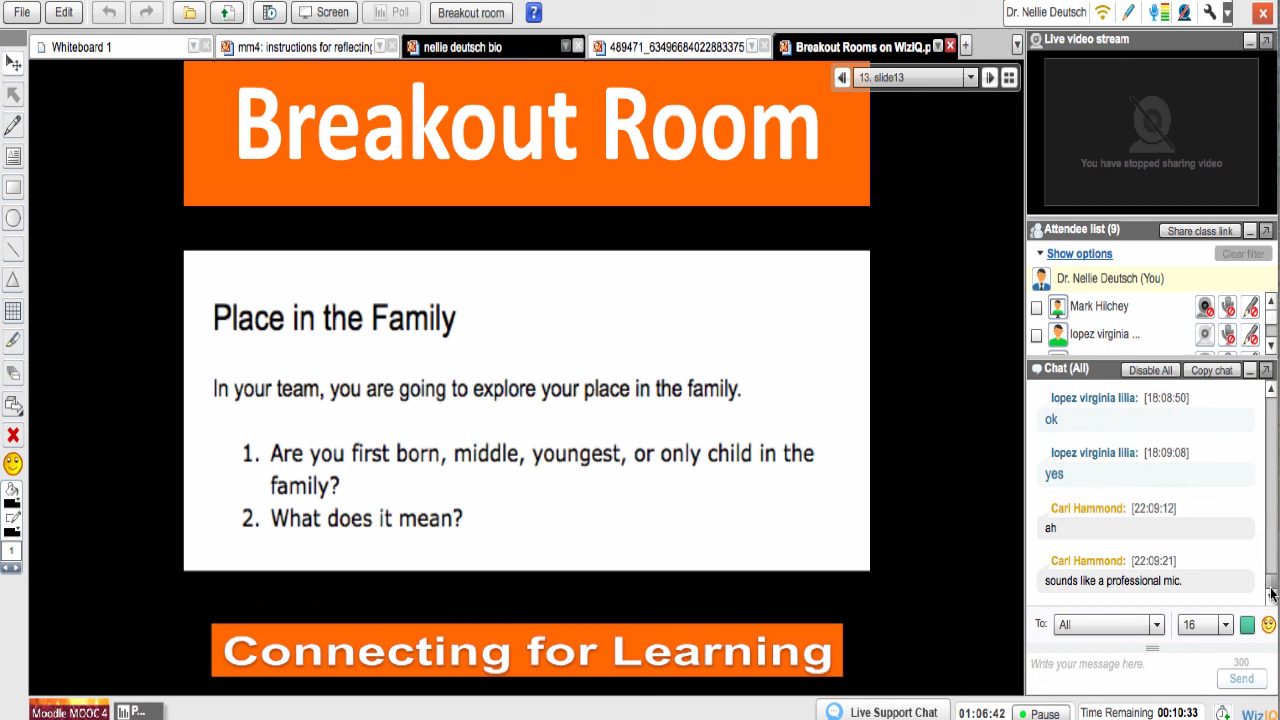 File
Edit
Screen
Poll
Breakout room
?
Dr. Nellie Deutsch
Whiteboard 1
mm4: instructions for reflecting
nellie deutsch bio
489471_63496684022883375
Breakout Rooms on WizIQ.p
13. slide13
Breakout Room
Place in the Family
In your team, you are going to explore your place in the family.
1. Are you first born, middle, youngest, or only child in the
family?
2. What does it mean?
Connecting for Learning
Live video stream
You have stopped sharing video
Attendee list (9)
Share class link
Show options
Clear filter
Dr. Nellie Deutsch (You)
Mark Hilchey
lopez virginia ...
Chat (All)
Disable All
Copy chat
lopez virginia lilia: [18:08:50]
ok
lopez virginia lilia: [18:09:08]
yes
Carl Hammond: [22:09:12]
ah
Carl Hammond: [22:09:21]
sounds like a professional mic.
To: All
16
Write your message here.
300
Send
1
Moodle MOOC 4
P...
Live Support Chat
01:06:42
Pause
Time Remaining 00:10:33
WizIQ